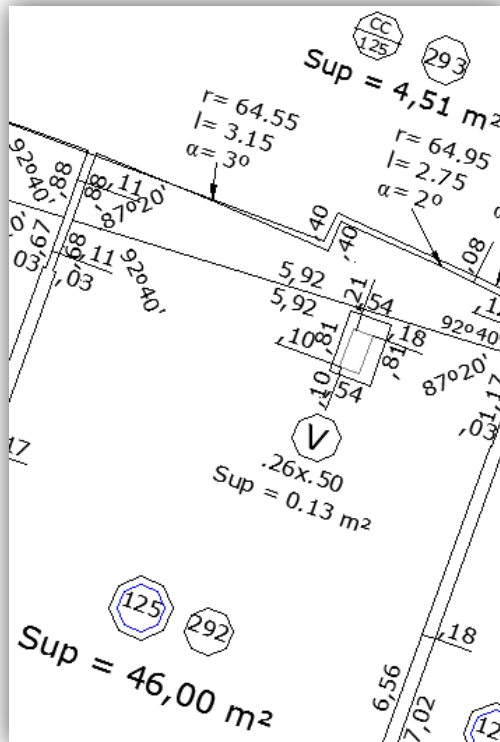 CC
125
293
Sup = 4,51 m²
r= 64.55
l= 3.15
α= 3º
r= 64.95
l= 2.75
α= 2º
92º40'
,88
,88
,11
87º20'
,67
,68
,11
03
,03
92º40'
,40
,40
,08
5,92
5,92
,21
,54
,18
,10
,81
,81
,10
,54
92º40'
87º20'
1,17
,03
V
.26x.50
Sup = 0.13 m²
17
125
292
Sup = 46,00 m²
,18
6,56
7,02